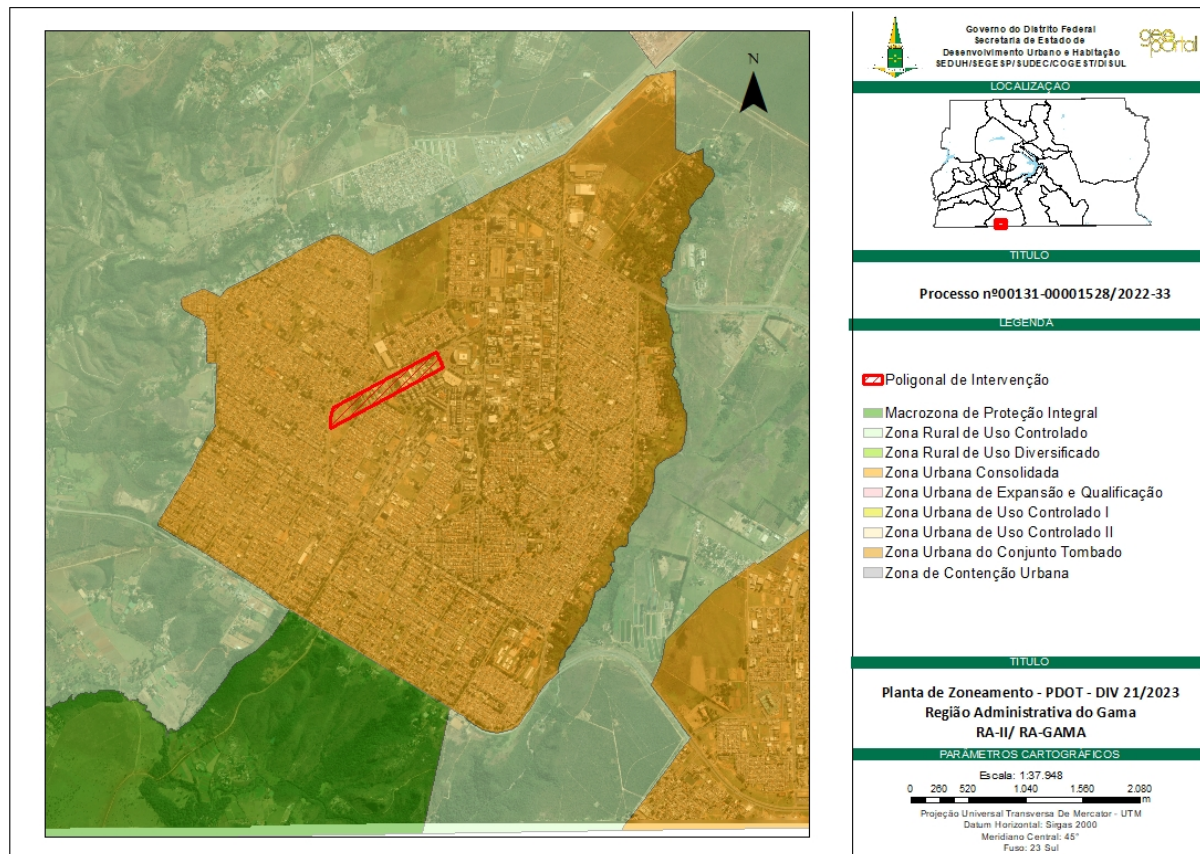 N
Governo do Distrito Federal
Secretaria de Estado de
Desenvolvimento Urbano e Habitação
SEDUH/SEGESP/SUDEC/COGEST/DISUL
geo
portal
LOCALIZAÇÃO
TITULO
Processo nº00131-00001528/2022-33
LEGENDA
Poligonal de Intervenção
Macrozona de Proteção Integral
Zona Rural de Uso Controlado
Zona Rural de Uso Diversificado
Zona Urbana Consolidada
Zona Urbana de Expansão e Qualificação
Zona Urbana de Uso Controlado I
Zona Urbana de Uso Controlado II
Zona Urbana do Conjunto Tombado
Zona de Contenção Urbana
TITULO
Planta de Zoneamento - PDOT - DIV 21/2023
Região Administrativa do Gama
RA-II/ RA-GAMA
PARÂMETROS CARTOGRÁFICOS
Escala: 1:37.948
0 260 520 1.040 1.560 2.080
m
Projeção Universal Transversa De Mercator - UTM
Datum Horizontal: Sirgas 2000
Meridiano Central: 45°
Fuso: 23 Sul